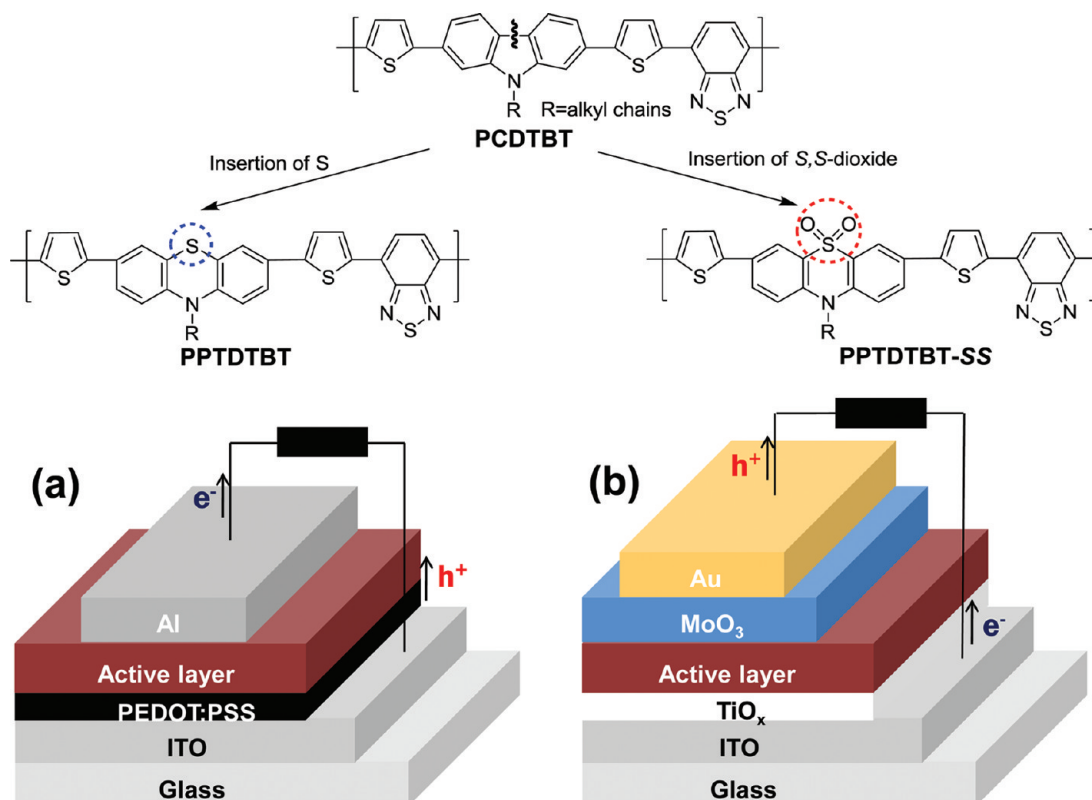 S
N
R
R=alkyl chains
S
N
S
N
PCDTBT
Insertion of S
Insertion of S,S-dioxide
S
S
N
R
S
N
S
N
PPTDTBT
O
O
S
S
N
R
S
N
S
N
PPTDTBT-SS
(a)
e-
h+
Al
Active layer
PEDOT:PSS
ITO
Glass
(b)
h+
Au
MoO3
Active layer
e-
TiOx
ITO
Glass